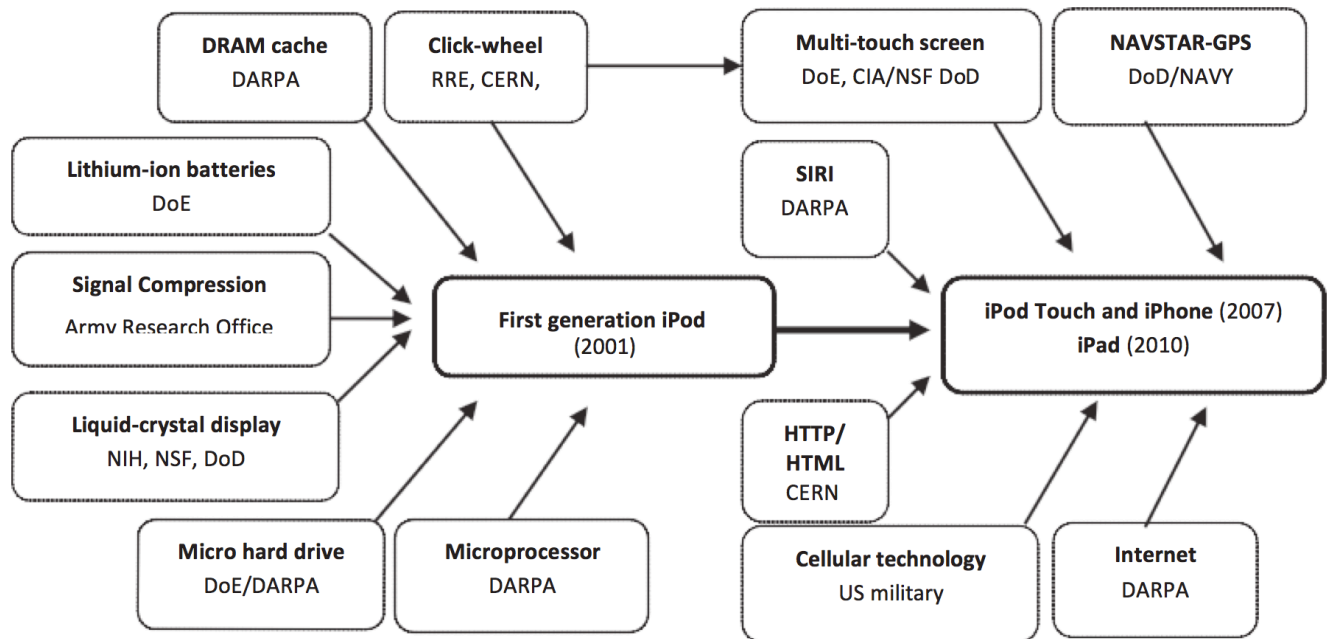 DRAM cache
DARPA
Click-wheel
RRE, CERN,
Multi-touch screen
DoE, CIA/NSF DoD
NAVSTAR-GPS
DoD/NAVY
Lithium-ion batteries
DoE
SIRI
DARPA
Signal Compression
Army Research Office
First generation iPod
(2001)
iPod Touch and iPhone (2007)
iPad (2010)
Liquid-crystal display
NIH, NSF, DoD
HTTP/
HTML
CERN
Micro hard drive
DoE/DARPA
Microprocessor
DARPA
Cellular technology
US military
Internet
DARPA